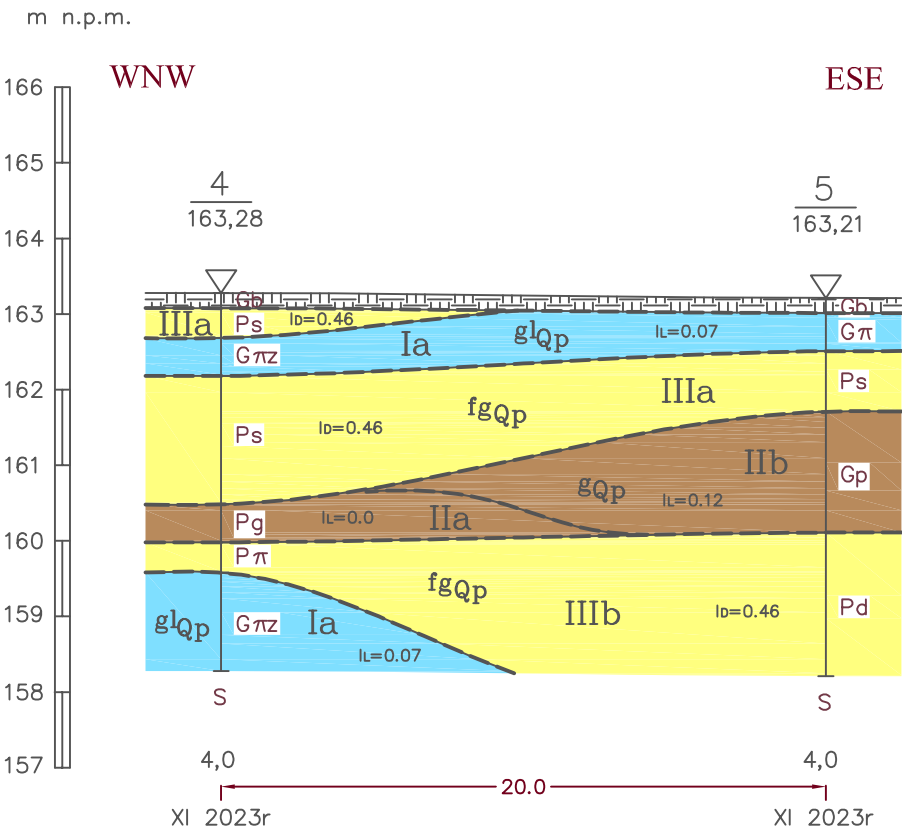 m n.p.m.
WNW
ESE
166
165
164
163
162
161
160
159
158
157
4
163,28
5
163,21
Gb
Gb
IIIa
Ps
ID=0.46
Ia
glQp
IL=0.07
Gπ
Gπz
IIIa
Ps
fgQp
ID=0.46
Ps
IIb
gQp
IL=0.12
Gp
Pg
IL=0.0
IIa
Pπ
fgQp
IIIb
ID=0.46
Pd
glQp
Gπz
Ia
IL=0.07
S
S
4,0
4,0
20.0
XI 2023r
XI 2023r